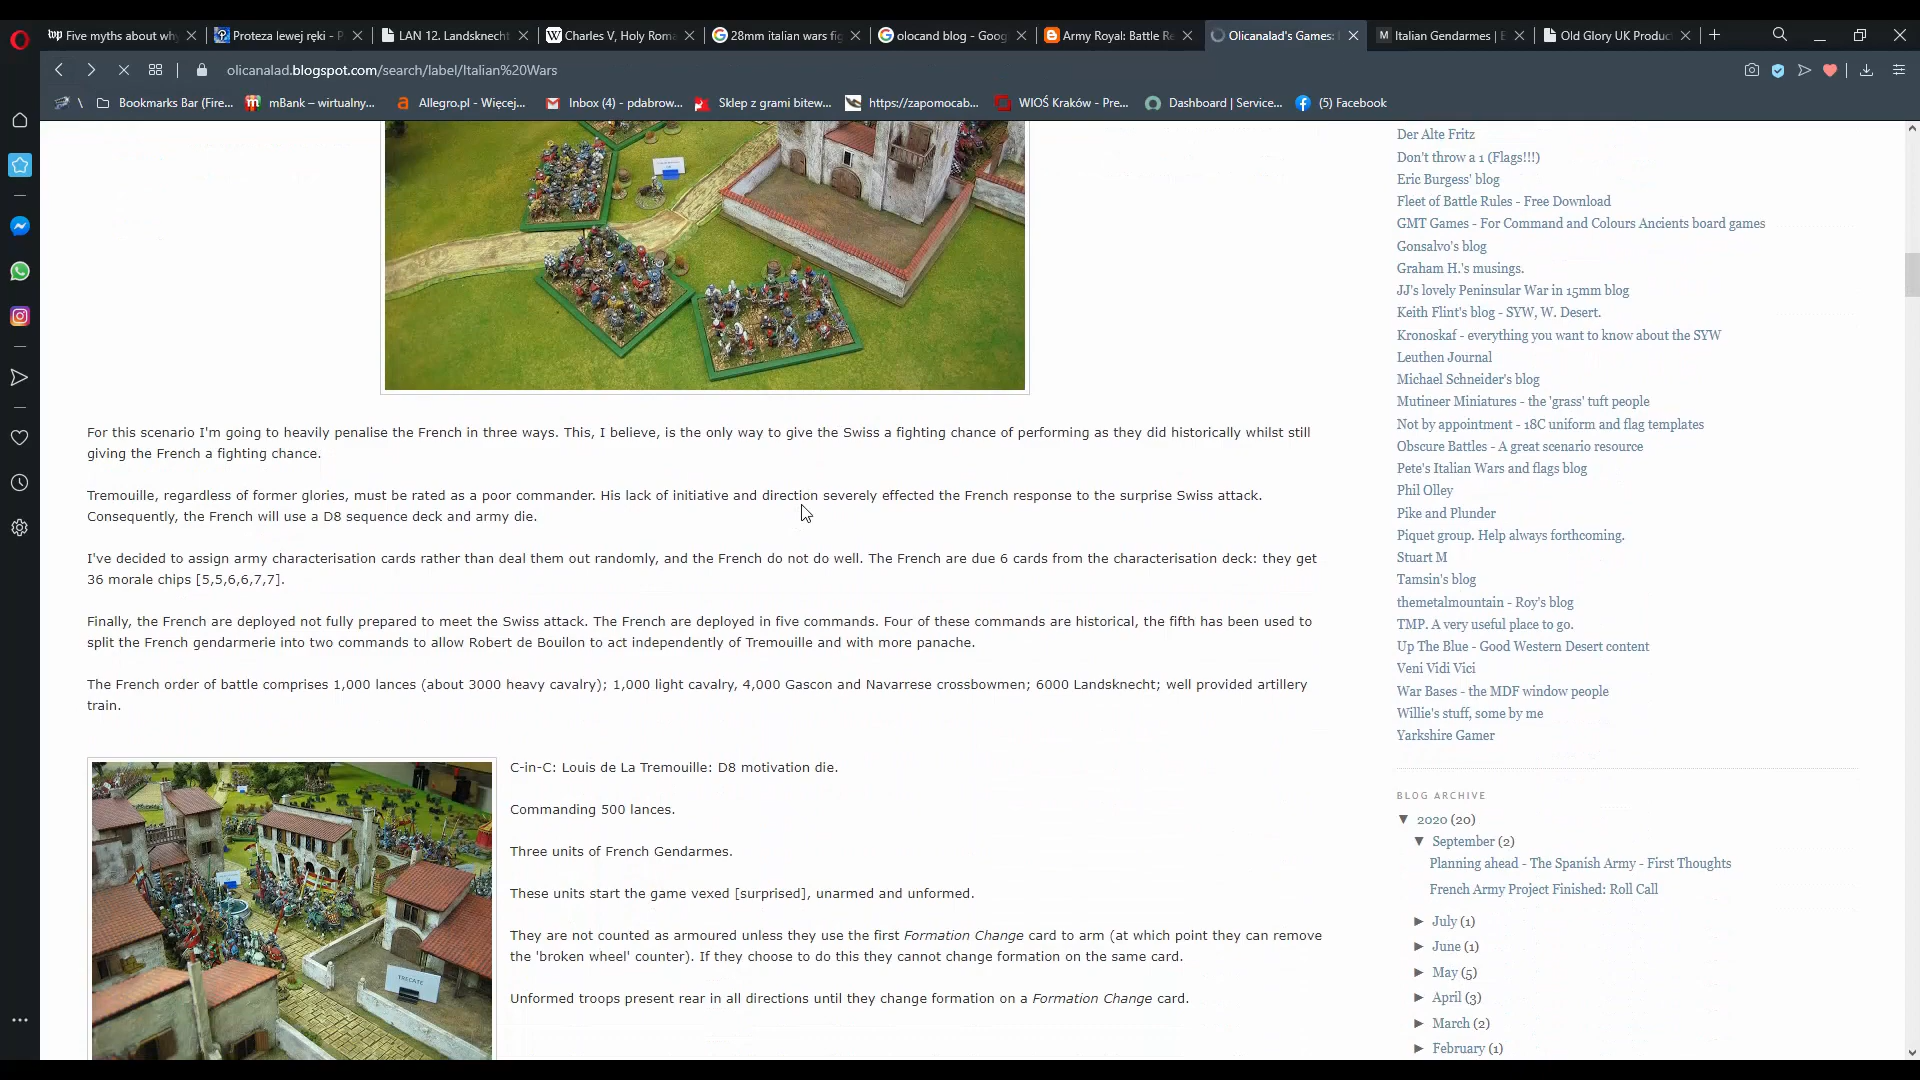 Five myths about why
Proteza lewej ręki - P
LAN 12. Landsknecht
Charles V, Holy Roma
28mm italian wars fi
olocand blog - Goog
Army Royal: Battle Re
Olicanalad's Games:
Italian Gendarmes | E
Old Glory UK Produc
olicanalad.blogspot.com/search/label/Italian%20Wars
\
Bookmarks Bar (Fire...
mBank – wirtualny...
Allegro.pl - Więcej...
Inbox (4) - pdabrow...
Sklep z grami bitew...
https://zapomocab...
WIOŚ Kraków - Pre...
Dashboard | Service...
(5) Facebook
For this scenario I'm going to heavily penalise the French in three ways. This, I believe, is the only way to give the Swiss a fighting chance of performing as they did historically whilst still
giving the French a fighting chance.
Tremouille, regardless of former glories, must be rated as a poor commander. His lack of initiative and direction severely effected the French response to the surprise Swiss attack.
Consequently, the French will use a D8 sequence deck and army die.
I've decided to assign army characterisation cards rather than deal them out randomly, and the French do not do well. The French are due 6 cards from the characterisation deck: they get
36 morale chips [5,5,6,6,7,7].
Finally, the French are deployed not fully prepared to meet the Swiss attack. The French are deployed in five commands. Four of these commands are historical, the fifth has been used to
split the French gendarmerie into two commands to allow Robert de Bouilon to act independently of Tremouille and with more panache.
The French order of battle comprises 1,000 lances (about 3000 heavy cavalry); 1,000 light cavalry, 4,000 Gascon and Navarrese crossbowmen; 6000 Landsknecht; well provided artillery
train.
TRECATE
C-in-C: Louis de La Tremouille: D8 motivation die.
Commanding 500 lances.
Three units of French Gendarmes.
These units start the game vexed [surprised], unarmed and unformed.
They are not counted as armoured unless they use the first Formation Change card to arm (at which point they can remove
the 'broken wheel' counter). If they choose to do this they cannot change formation on the same card.
Unformed troops present rear in all directions until they change formation on a Formation Change card.
Der Alte Fritz
Don't throw a 1 (Flags!!!)
Eric Burgess' blog
Fleet of Battle Rules - Free Download
GMT Games - For Command and Colours Ancients board games
Gonsalvo's blog
Graham H.'s musings.
JJ's lovely Peninsular War in 15mm blog
Keith Flint's blog - SYW, W. Desert.
Kronoskaf - everything you want to know about the SYW
Leuthen Journal
Michael Schneider's blog
Mutineer Miniatures - the 'grass' tuft people
Not by appointment - 18C uniform and flag templates
Obscure Battles - A great scenario resource
Pete's Italian Wars and flags blog
Phil Olley
Pike and Plunder
Piquet group. Help always forthcoming.
Stuart M
Tamsin's blog
themetalmountain - Roy's blog
TMP. A very useful place to go.
Up The Blue - Good Western Desert content
Veni Vidi Vici
War Bases - the MDF window people
Willie's stuff, some by me
Yarkshire Gamer
BLOG ARCHIVE
▼ 2020 (20)
▼ September (2)
Planning ahead - The Spanish Army - First Thoughts
French Army Project Finished: Roll Call
► July (1)
► June (1)
► May (5)
► April (3)
► March (2)
► February (1)